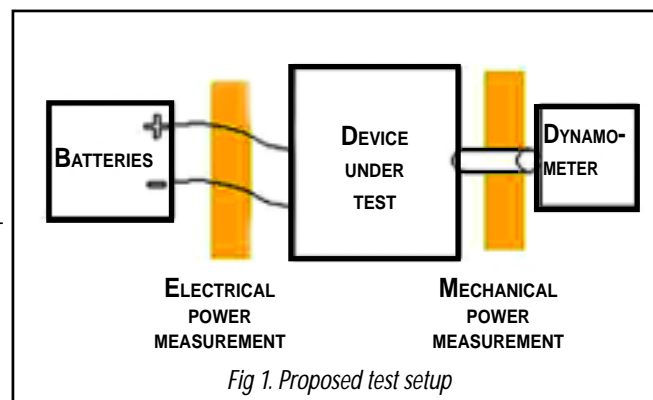 BATTERIES
+
-
DEVICE
UNDER
TEST
DYNAMO-
METER
ELECTRICAL
POWER
MEASUREMENT
MECHANICAL
POWER
MEASUREMENT
Fig 1. Proposed test setup